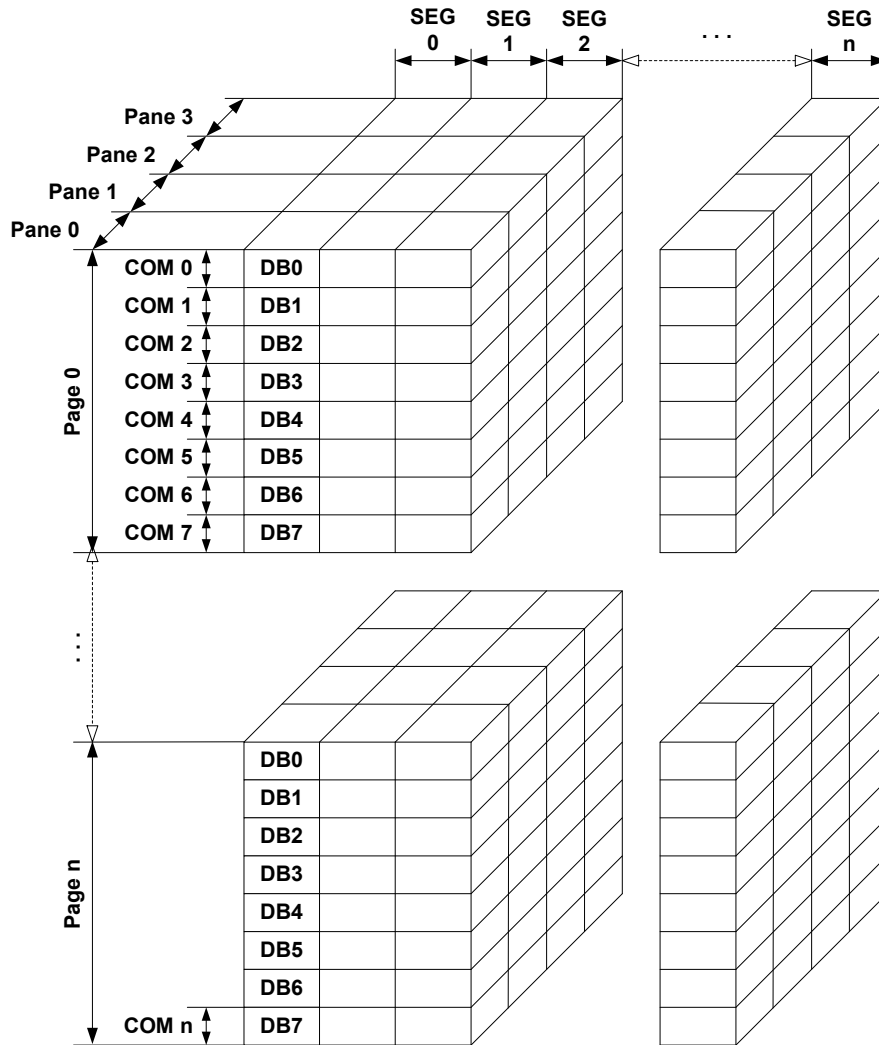 SEG 0
SEG 1
SEG 2
. . .
SEG n
Pane 3
Pane 2
Pane 1
Pane 0
Page 0
COM 0
DB0
COM 1
DB1
COM 2
DB2
COM 3
DB3
COM 4
DB4
COM 5
DB5
COM 6
DB6
COM 7
DB7
. . .
Page n
DB0
DB1
DB2
DB3
DB4
DB5
DB6
COM n
DB7